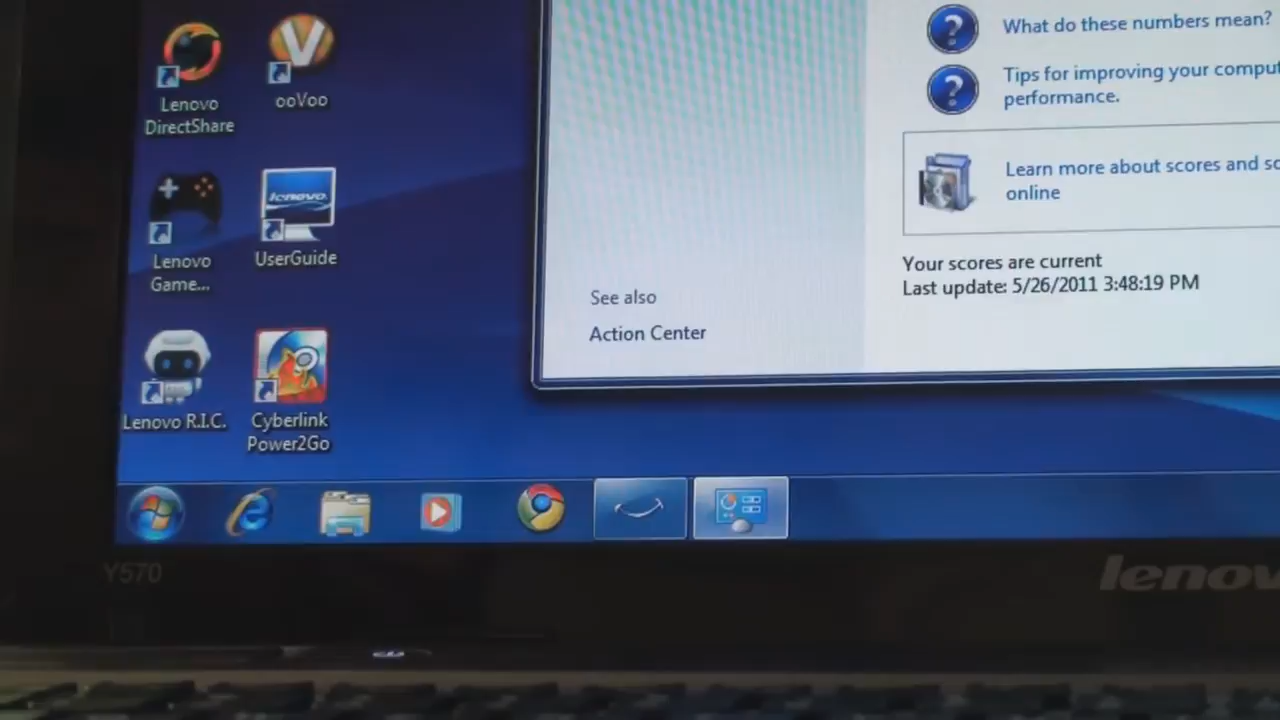 Lenovo
DirectShare
ooVoo
Lenovo
Game...
lenovo
UserGuide
Lenovo R.I.C.
Cyberlink
Power2Go
What do these numbers mean?
Tips for improving your
performance.
Learn more about scores and
online
Your scores are current
Last update: 5/26/2011 3:48:19 PM
See also
Action Center
Y570
lenovo